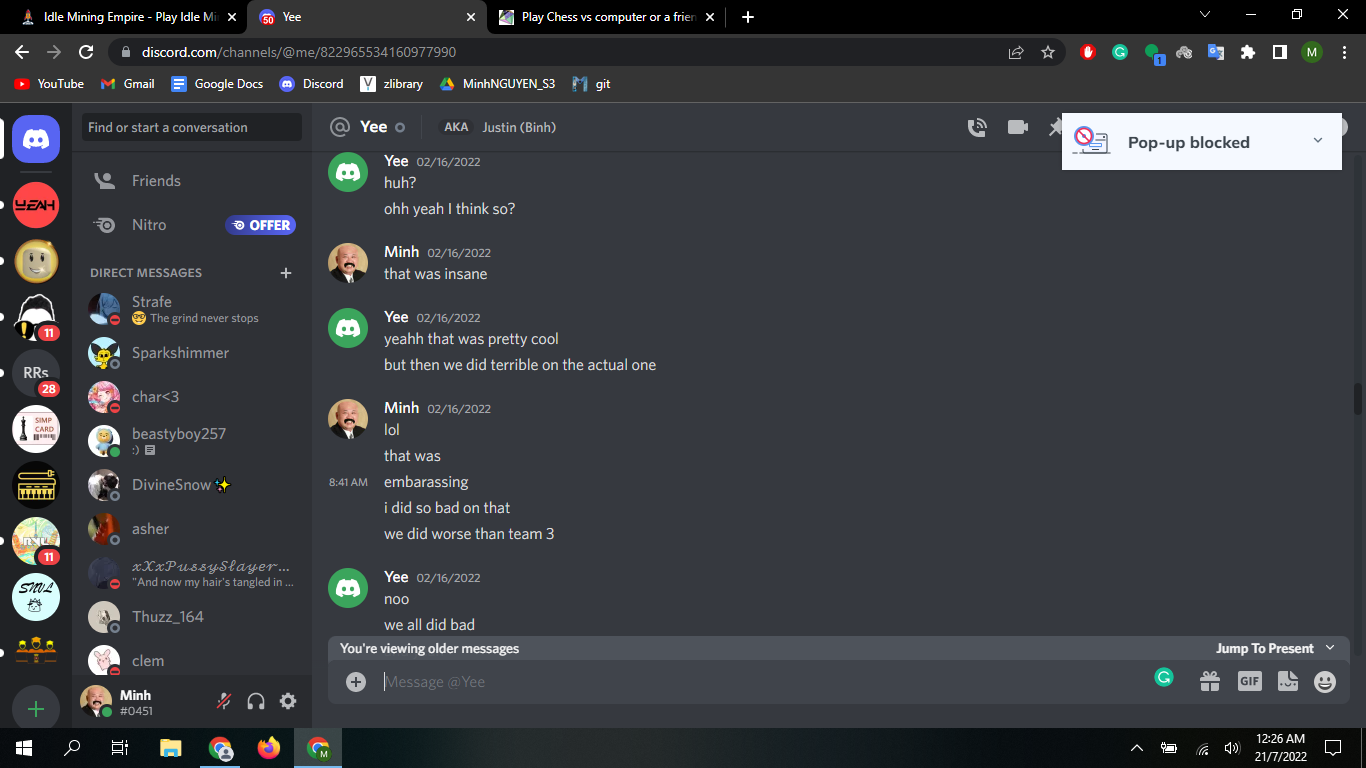 Idle Mining Empire - Play Idle Mi
50
Yee
Play Chess vs computer or a frien
discord.com/channels/@me/822965534160977990
1
M
YouTube
Gmail
Google Docs
Discord
zlibrary
MinhNGUYEN_S3
git
Find or start a conversation
Yee
AKA
Justin (Binh)
Pop-up blocked
Friends
Nitro
OFFER
DIRECT MESSAGES
Strafe
The grind never stops
Sparkshimmer
char<3
beastyboy257
:)
DivineSnow✨
asher
𝓍𝒳𝓍𝒫𝓊𝓈𝓈𝓎𝒮𝓁𝒶𝓎𝑒𝓇...
"And now my hair's tangled in ...
Thuzz_164
clem
YEAH
11
RRs
28
SIMP
CARD
11
SNVL
Minh
#0451
Yee 02/16/2022
huh?
ohh yeah I think so?
Minh 02/16/2022
that was insane
Yee 02/16/2022
yeahh that was pretty cool
but then we did terrible on the actual one
Minh 02/16/2022
lol
that was
8:41 AM embarassing
i did so bad on that
we did worse than team 3
Yee 02/16/2022
noo
we all did bad
You're viewing older messages
Jump To Present
Message @Yee
GIF
12:26 AM
21/7/2022